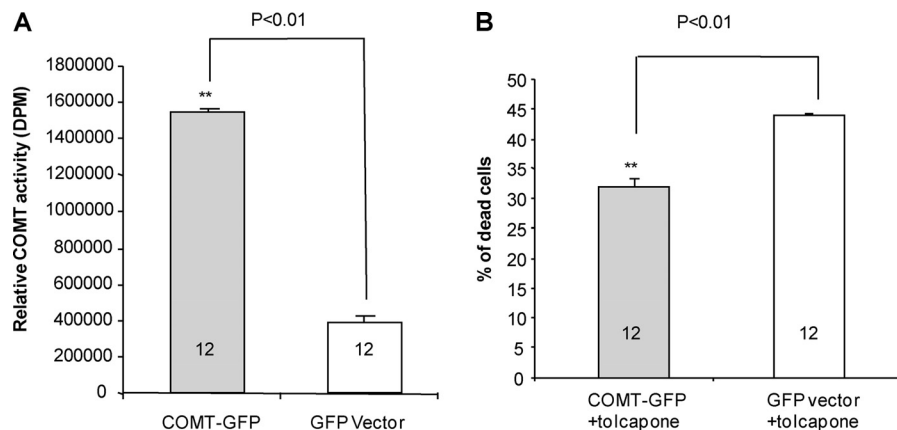 A
P<0.01
Relative COMT activity (DPM)
1800000
1600000
1400000
1200000
1000000
800000
600000
400000
200000
0
**
12
12
COMT-GFP
GFP Vector
B
P<0.01
% of dead cells
50
45
40
35
30
25
20
15
10
5
0
**
12
12
COMT-GFP
+tolcapone
GFP vector
+tolcapone